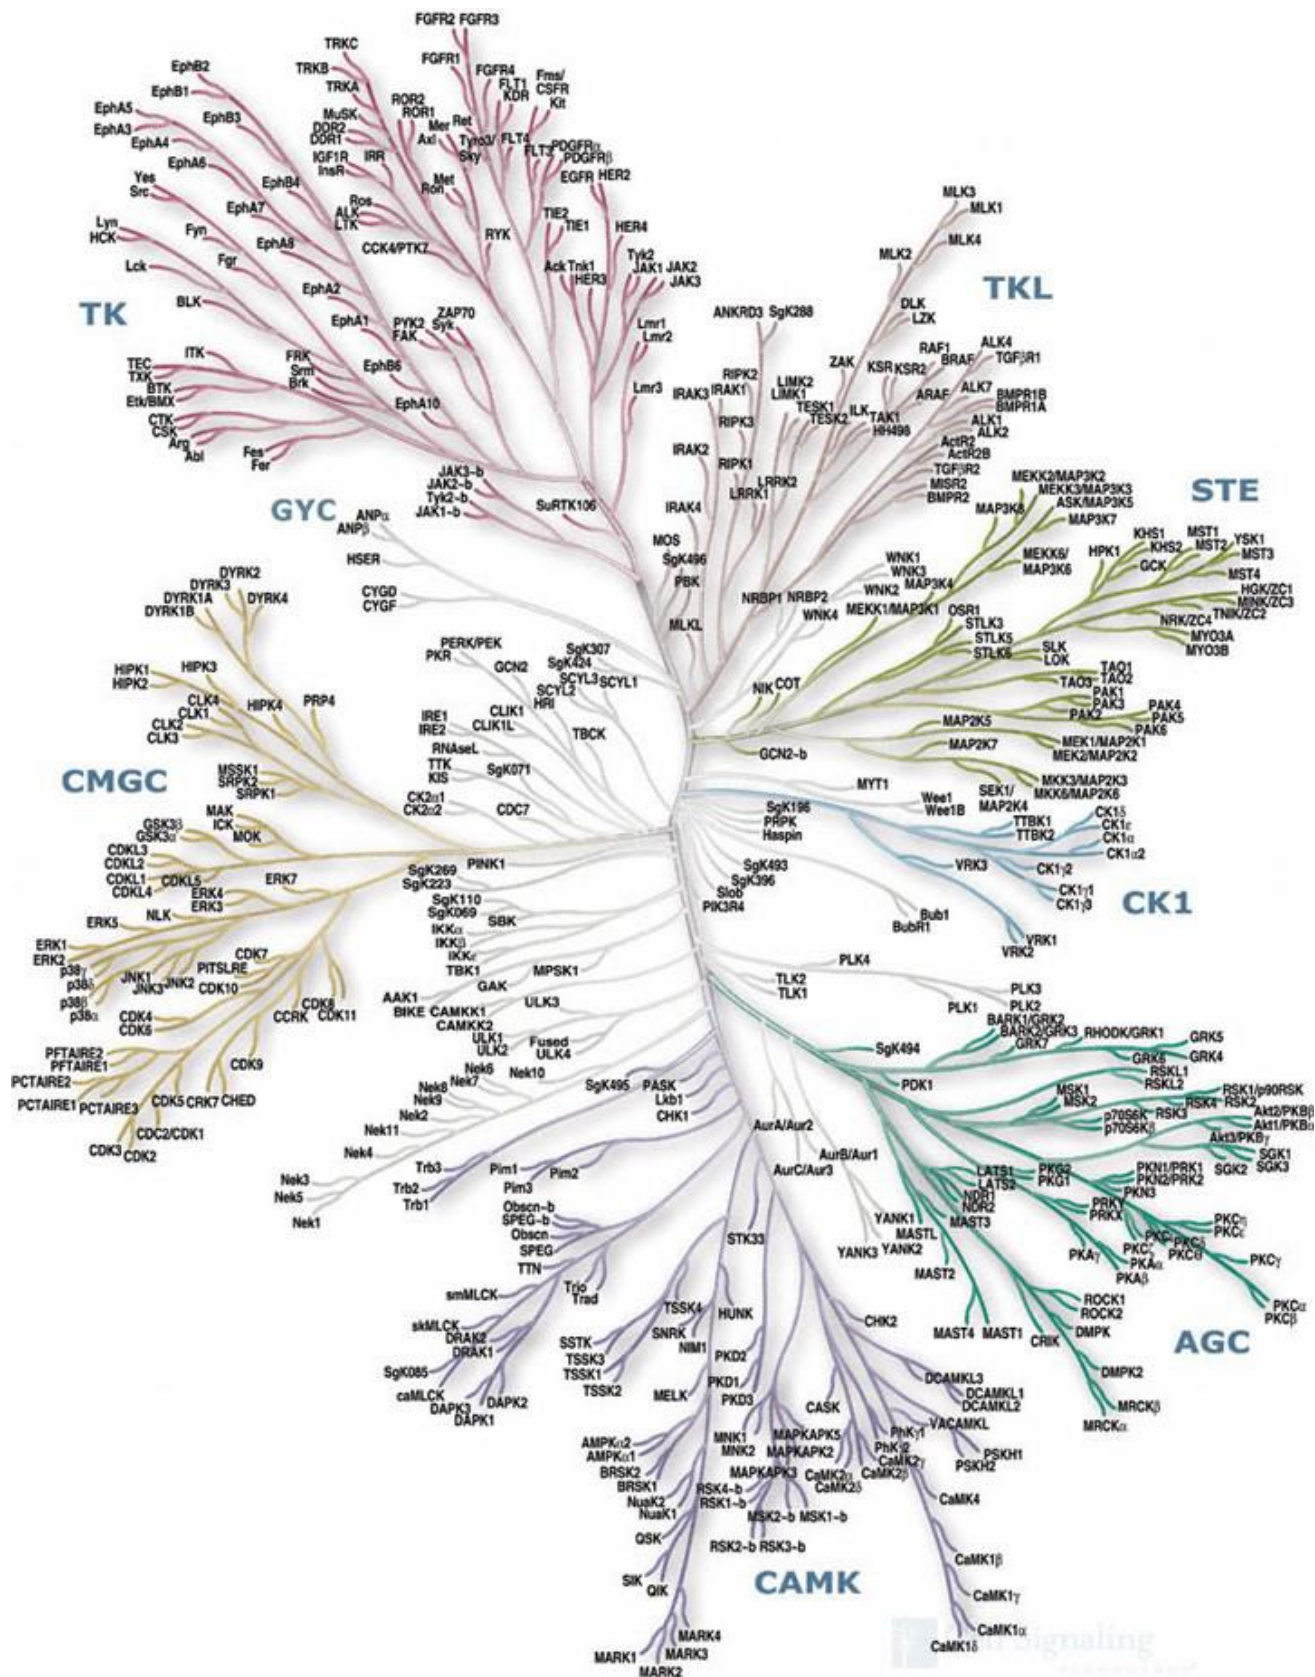 FGFR2 FGFR3
TRKC
EphB2
TRKB
FGFR1
FGFR4
EphB1
TRKA
FLT1
Fms/
CSFR
KDR
Kit
EphA5
ROR2
ROR1
MuSK
EphB3
EphA3
DDR2
DDR1
Mer
Ret
Axl
Tyro3/
Sky
FLT4
EphA4
IGF1R
IRR
InsR
FLT3
PDGFRα
PDGFRβ
EphA6
Yes
Src
EphB4
Met
Ron
EGFR HER2
EphA7
Ros
ALK
LTK
TIE2
TIE1
HER4
Lyn
HCK
Fyn
EphA8
CCK4/PTK7
RYK
Tyk2
JAK1
JAK2
JAK3
Lck
Fgr
Ack
Tnk1
HER3
EphA2
BLK
TK
EphA1
PYK2
FAK
ZAP70
Syk
Lmr1
Lmr2
ITK
FRK
Srm
Brk
EphB6
TEC
TXK
BTK
Etk/BMX
Lmr3
EphA10
CTK
CSK
Arg
Abl
Fes
Fer
JAK3~b
JAK2~b
Tyk2~b
JAK1~b
SuRTK106
MLK3
MLK1
MLK4
MLK2
TKL
DLK
LZK
ANKRD3
SgK288
ZAK
KSR
KSR2
RAF1
BRAF
ARAF
ALK4
TGFβR1
ALK7
BMPR1B
BMPR1A
ALK1
ALK2
ActR2
ActR2B
TGFβR2
MISR2
BMPR2
RIPK2
IRAK3
IRAK1
LIMK2
LIMK1
TESK1
TESK2
ILK
TAK1
HH498
RIPK3
IRAK2
RIPK1
LRRK2
LRRK1
IRAK4
MOS
SgK496
PBK
MLKL
NRBP1
NRBP2
WNK1
WNK3
WNK2
WNK4
STE
MEKK2/MAP3K2
MEKK3/MAP3K3
ASK/MAP3K5
MAP3K8
MAP3K7
MEKK6/
MAP3K6
MAP3K4
MEKK1/MAP3K1
KHS1
KHS2
HPK1
GCK
MST1
MST2
YSK1
MST3
MST4
HGK/ZC1
MINK/ZC3
TNIK/ZC2
NRK/ZC4
MYO3A
MYO3B
OSR1
STLK3
STLK5
STLK6
SLK
LOK
TAO1
TAO2
TAO3
PAK1
PAK3
PAK2
PAK4
PAK5
PAK6
NIK
COT
GCN2~b
MAP2K5
MAP2K7
MEK1/MAP2K1
MEK2/MAP2K2
SEK1/
MAP2K4
MKK3/MAP2K3
MKK6/MAP2K6
GYC
ANPα
ANPβ
HSER
CYGD
CYGF
PERK/PEK
PKR
GCN2
SgK307
SgK424
SCYL3
SCYL2
SCYL1
HRI
TBCK
CLIK1
CLIK1L
IRE1
IRE2
RNAseL
SgK071
TTK
KIS
CK2α1
CK2α2
CDC7
PINK1
SgK269
SgK223
SgK110
SgK069
SBK
IKKα
IKKβ
IKKε
TBK1
MPSK1
GAK
AAK1
BIKE
CAMKK1
CAMKK2
ULK3
ULK1
ULK2
Fused
ULK4
Nek6
Nek7
Nek10
Nek8
Nek9
Nek2
Nek11
Nek4
Nek3
Nek5
Nek1
DYRK2
DYRK3
DYRK4
DYRK1A
DYRK1B
HIPK1
HIPK2
HIPK3
HIPK4
PRP4
CLK4
CLK1
CLK2
CLK3
CMGC
MSSK1
SRPK2
SRPK1
MAK
ICK
MOK
GSK3β
GSK3α
CDKL3
CDKL2
CDKL1
CDKL5
CDKL4
ERK7
ERK4
ERK3
NLK
ERK5
ERK1
ERK2
p38γ
p38δ
p38β
p38α
JNK1
JNK3
JNK2
PITSLRE
CDK7
CDK10
CDK4
CDK6
CCRK
CDK8
CDK11
PFTAIRE2
PFTAIRE1
PCTAIRE2
PCTAIRE1
PCTAIRE3
CDK9
CDK5
CRK7
CHED
CDC2/CDK1
CDK3
CDK2
MYT1
Wee1
Wee1B
SgK196
PRPK
Haspin
SgK493
SgK396
Slob
PIK3R4
TTBK1
TTBK2
CK1δ
CK1ε
CK1α
CK1α2
VRK3
CK1γ2
CK1γ1
CK1γ3
CK1
Bub1
BubR1
VRK1
VRK2
PLK4
TLK2
TLK1
PLK3
PLK1
PLK2
SgK494
BARK1/GRK2
BARK2/GRK3
RHODK/GRK1
GRK7
GRK5
GRK6
GRK4
PDK1
RSKL1
RSKL2
MSK1
MSK2
RSK1/p90RSK
RSK4
RSK2
RSK3
p70S6K
p70S6Kβ
Akt2/PKBβ
Akt1/PKBα
Akt3/PKBγ
SGK1
SGK2
SGK3
LATS1
LATS2
NDR1
NDR2
PKG2
PKG1
PKN1/PRK1
PKN2/PRK2
PKN3
PRKY
PRKX
YANK1
MAST3
MASTL
YANK3
YANK2
PKAγ
PKAα
PKAβ
PKCζ
PKCι
PKCδ
PKCθ
PKCη
PKCε
PKCγ
PKCα
PKCβ
MAST2
MAST4
MAST1
ROCK1
ROCK2
DMPK
CRIK
DMPK2
MRCKβ
MRCKα
AGC
SgK495
PASK
Lkb1
CHK1
AurA/Aur2
AurB/Aur1
AurC/Aur3
Trb3
Trb2
Trb1
Pim1
Pim2
Pim3
Obscn~b
SPEG~b
Obscn
SPEG
TTN
STK33
smMLCK
Trio
Trad
skMLCK
DRAK2
DRAK1
SgK085
caMLCK
DAPK3
DAPK1
DAPK2
TSSK4
SNRK
NIM1
HUNK
SSTK
TSSK3
TSSK1
TSSK2
CHK2
PKD2
PKD1
PKD3
MELK
DCAMKL3
DCAMKL1
DCAMKL2
CASK
VACAMKL
PhKγ1
PhKγ2
PSKH1
PSKH2
MNK1
MNK2
MAPKAPK5
MAPKAPK2
MAPKAPK3
AMPKα2
AMPKα1
BRSK2
BRSK1
NuaK2
NuaK1
CaMK2γ
CaMK2α
CaMK2β
CaMK2δ
RSK4~b
RSK1~b
MSK2~b
MSK1~b
CaMK4
QSK
RSK2~b
RSK3~b
CaMK1β
SIK
QIK
CAMK
CaMK1γ
MARK4
MARK1
MARK3
MARK2
CaMK1α
CaMK1δ
Signaling